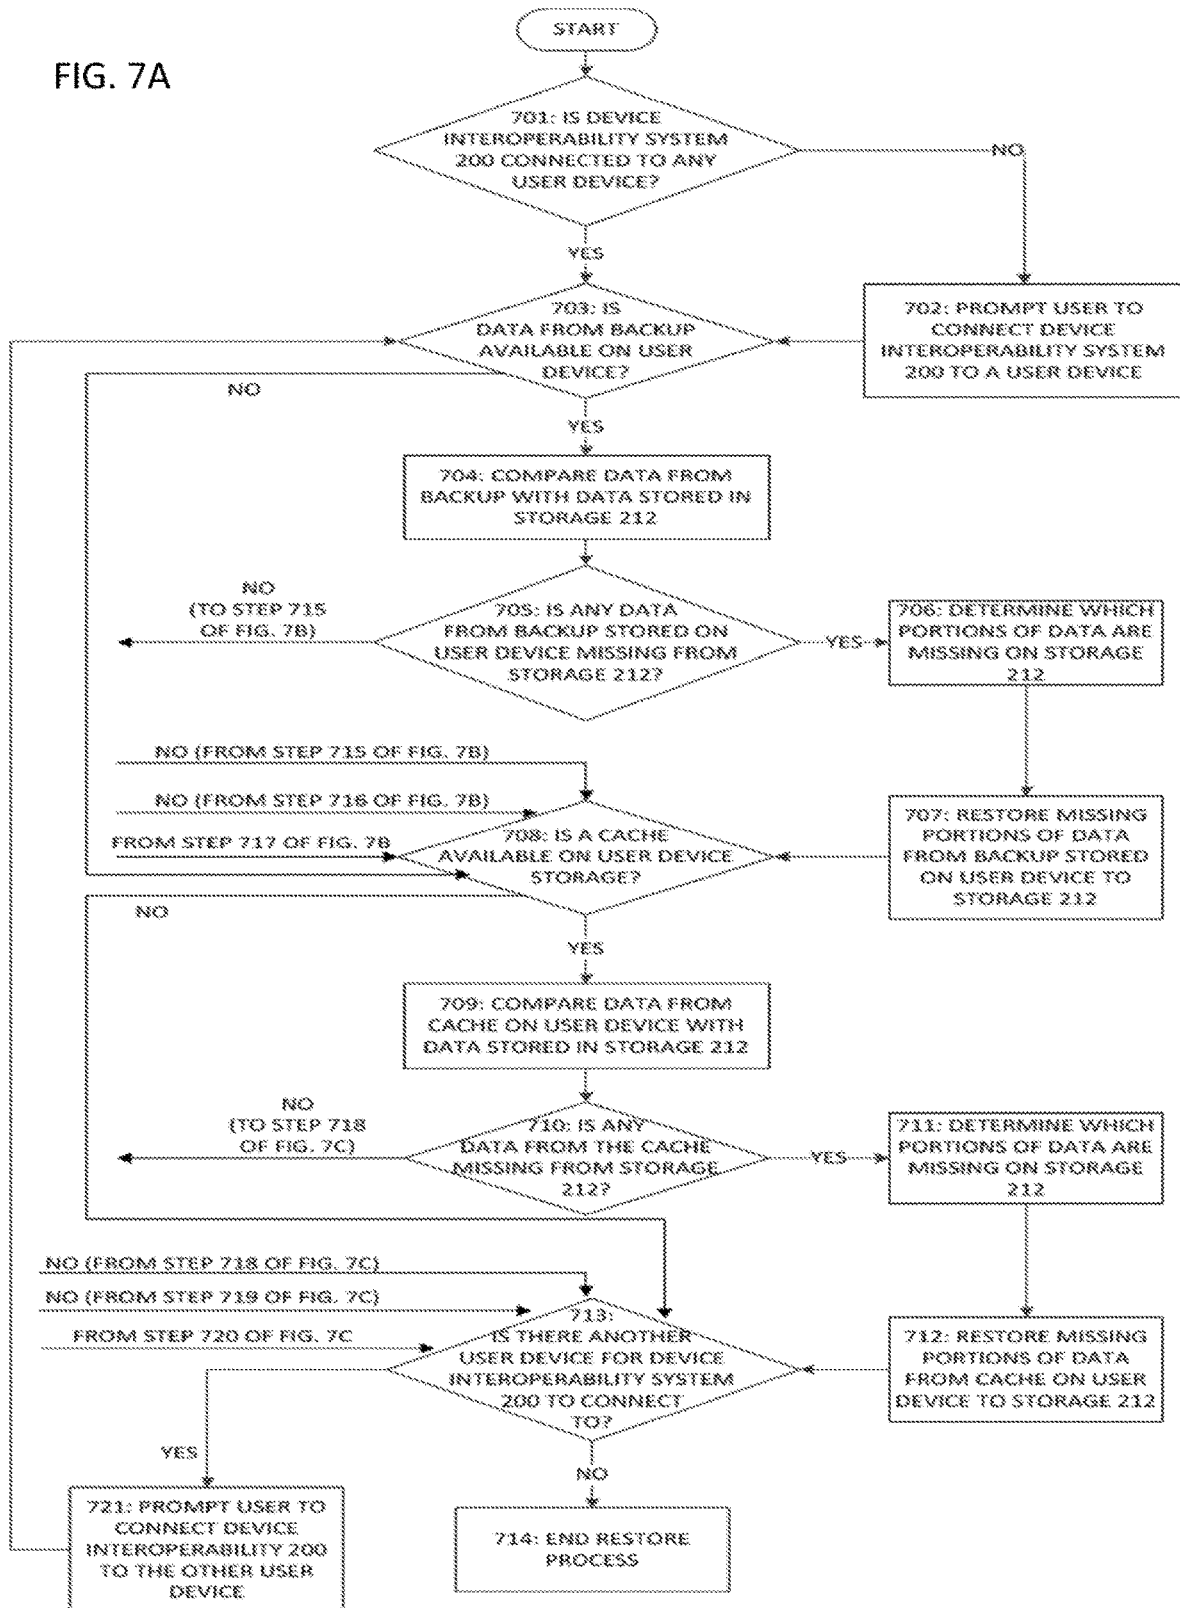 START
FIG. 7A
701: IS DEVICE
INTEROPERABILITY SYSTEM
200 CONNECTED TO ANY
USER DEVICE?
NO
YES
703: IS
DATA FROM BACKUP
AVAILABLE ON USER
DEVICE?
702: PROMPT USER TO
CONNECT DEVICE
INTEROPERABILITY SYSTEM
200 TO A USER DEVICE
NO
YES
704: COMPARE DATA FROM
BACKUP WITH DATA STORED IN
STORAGE 212
NO
(TO STEP 715
OF FIG. 7B)
705: IS ANY DATA
FROM BACKUP STORED ON
USER DEVICE MISSING FROM
STORAGE 212?
YES
706: DETERMINE WHICH
PORTIONS OF DATA ARE
MISSING ON STORAGE
212
NO (FROM STEP 715 OF FIG. 7B)
NO (FROM STEP 716 OF FIG. 7B)
FROM STEP 717 OF FIG. 7B
708: IS A CACHE
AVAILABLE ON USER DEVICE
STORAGE?
707: RESTORE MISSING
PORTIONS OF DATA
FROM BACKUP STORED
ON USER DEVICE TO
STORAGE 212
NO
YES
709: COMPARE DATA FROM
CACHE ON USER DEVICE WITH
DATA STORED IN STORAGE 212
NO
(TO STEP 718
OF FIG. 7C)
710: IS ANY
DATA FROM THE CACHE
MISSING FROM STORAGE
212?
YES
711: DETERMINE WHICH
PORTIONS OF DATA ARE
MISSING ON STORAGE
212
NO (FROM STEP 718 OF FIG. 7C)
NO (FROM STEP 719 OF FIG. 7C)
FROM STEP 720 OF FIG. 7C
713:
IS THERE ANOTHER
USER DEVICE FOR DEVICE
INTEROPERABILITY SYSTEM
200 TO CONNECT
TO?
712: RESTORE MISSING
PORTIONS OF DATA
FROM CACHE ON USER
DEVICE TO STORAGE 212
YES
NO
721: PROMPT USER TO
CONNECT DEVICE
INTEROPERABILITY 200
TO THE OTHER USER
DEVICE
714: END RESTORE
PROCESS